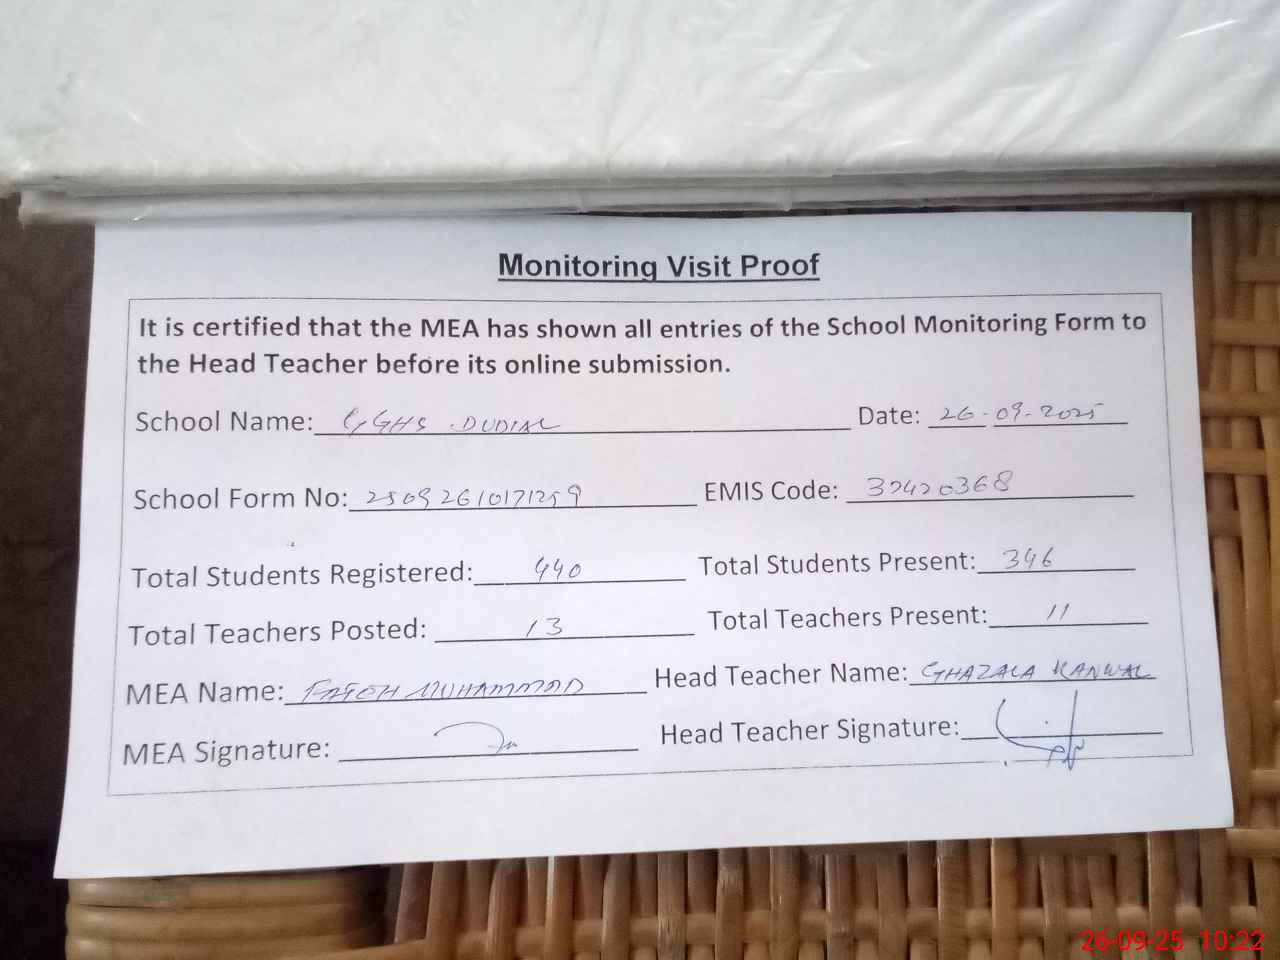 Monitoring Visit Proof
It is certified that the MEA has shown all entries of the School Monitoring Form to
the Head Teacher before its online submission.
School Name: GGHS DUDIAL Date: 26-09-2025
School Form No: 25092610171259 EMIS Code: 37420368
Total Students Registered: 440 Total Students Present: 346
Total Teachers Posted: 13 Total Teachers Present: 11
MEA Name: FATEH MUHAMMAD Head Teacher Name: GHAZALA KANWAL
MEA Signature: Head Teacher Signature:
26-09-25 10:22